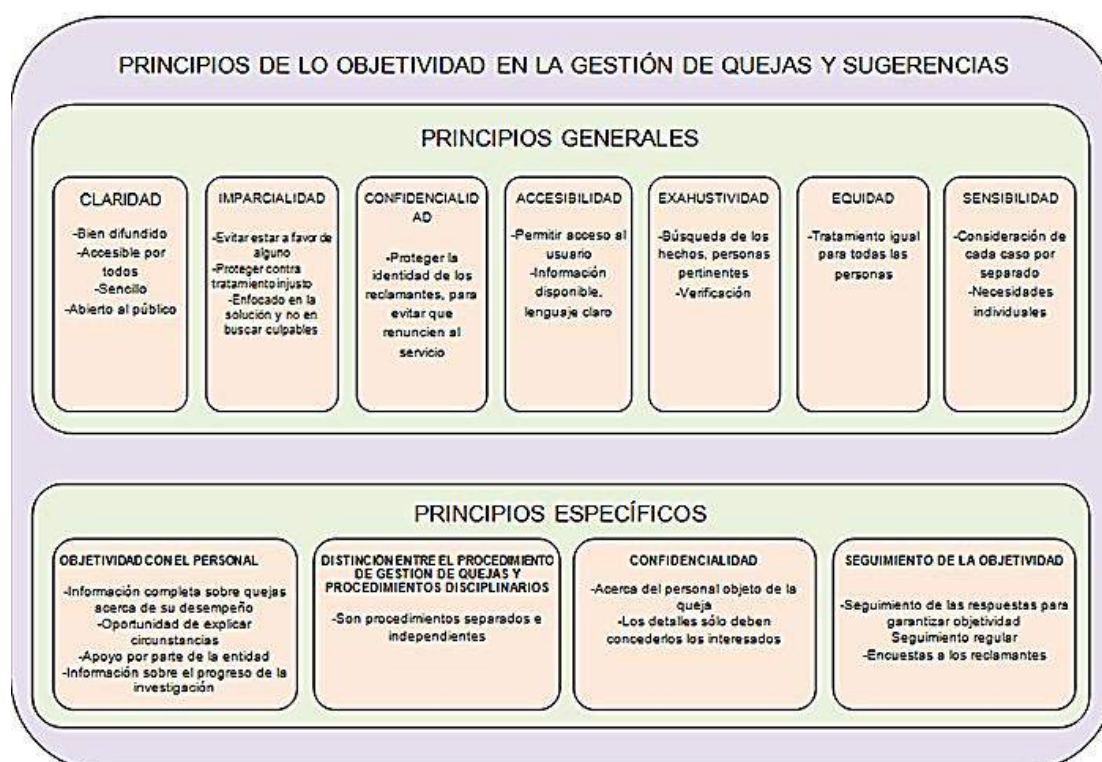 PRINCIPIOS DE LO OBJETIVIDAD EN LA GESTIÓN DE QUEJAS Y SUGERENCIAS
PRINCIPIOS GENERALES
CLARIDAD
-Bien difundido
-Accesible por
todos
-Sencillo
-Abierto al público
IMPARCIALIDAD
-Evitar estar a favor de
alguno
-Proteger contra
tratamiento injusto
-Enfocado en la
solución y no en
buscar culpables
CONFIDENCIALID
AD
-Proteger la
identidad de los
reclamantes, para
evitar que
renuncien al
servicio
ACCESIBILIDAD
-Permitir acceso al
usuario
-Información
disponible,
lenguaje claro
EXAHUSTIVIDAD
-Búsqueda de los
hechos, personas
pertinentes
-Verificación
EQUIDAD
-Tratamiento igual
para todas las
personas
SENSIBILIDAD
-Consideración de
cada caso por
separado
-Necesidades
individuales
PRINCIPIOS ESPECÍFICOS
OBJETIVIDAD CON EL PERSONAL
-Información completa sobre quejas
acerca de su desempeño
-Oportunidad de explicar
circunstancias
-Apoyo por parte de la entidad
-Información sobre el progreso de la
investigación
DISTINCIÓN ENTRE EL PROCEDIMIENTO
DE GESTIÓN DE QUEJAS Y
PROCEDIMIENTOS DISCIPLINARIOS
-Son procedimientos separados e
independientes
CONFIDENCIALIDAD
-Acerca del personal objeto de la
queja
-Los detalles sólo deben
concederlos los interesados
SEGUIMIENTO DE LA OBJETIVIDAD
-Seguimiento de las respuestas para
garantizar objetividad
Seguimiento regular
-Encuestas a los reclamantes